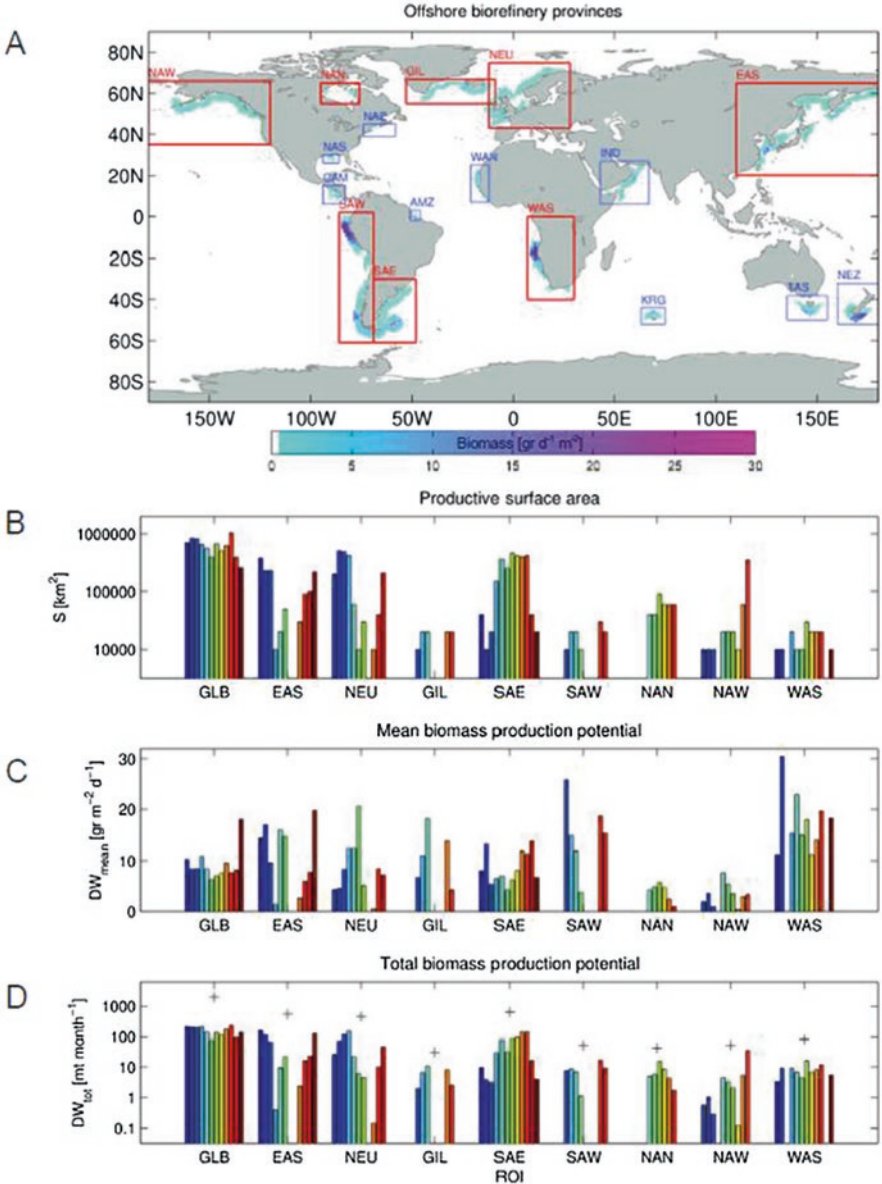 Offshore biorefinery provinces
A
80N
60N
40N
20N
0
20S
40S
60S
80S
NAW
NAN
GIL
NEU
EAS
NAE
NAS
CAM
SAW
AMZ
SAE
WAN
IND
WAS
KRG
TAS
NEZ
150W 100W 50W 0 50E 100E 150E
Biomass [gr d⁻¹ m⁻²]
0 5 10 15 20 25 30
B
Productive surface area
S [km²]
1000000
100000
10000
GLB EAS NEU GIL SAE SAW NAN NAW WAS
C
Mean biomass production potential
DWmean [gr m⁻² d⁻¹]
30
20
10
0
GLB EAS NEU GIL SAE SAW NAN NAW WAS
D
Total biomass production potential
DWtot [mt month⁻¹]
1000
100
10
1
0.1
GLB EAS NEU GIL SAE SAW NAN NAW WAS
ROI